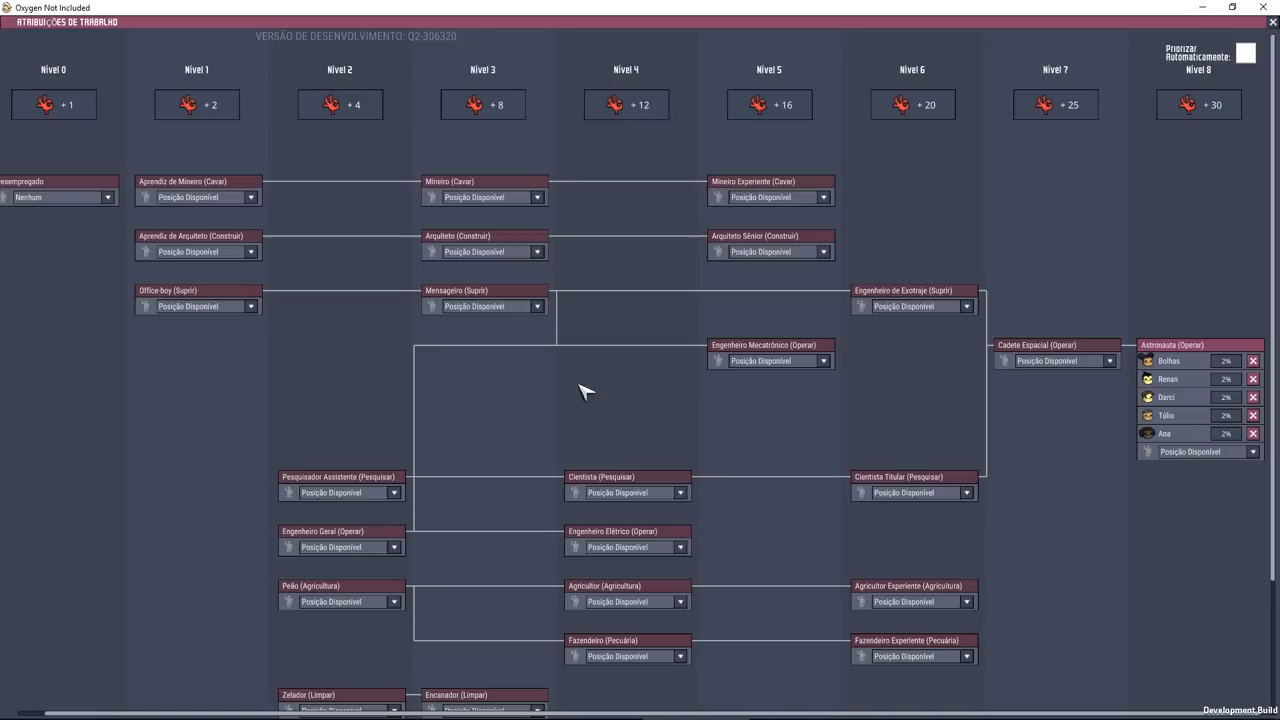 Oxygen Not Included
ATRIBUIÇÕES DE TRABALHO
VERSÃO DE DESENVOLVIMENTO: Q2-306320
Priorizar
Automaticamente:
Nível 0 Nível 1 Nível 2 Nível 3 Nível 4 Nível 5 Nível 6 Nível 7 Nível 8
+ 1 + 2 + 4 + 8 + 12 + 16 + 20 + 25 + 30
esempregado Aprendiz de Mineiro (Cavar) Mineiro (Cavar) Mineiro Experiente (Cavar)
Nenhum Posição Disponível Posição Disponível Posição Disponível
Aprendiz de Arquiteto (Construir) Arquiteto (Construir) Arquiteto Sênior (Construir)
Posição Disponível Posição Disponível Posição Disponível
Office-boy (Suprir) Mensageiro (Suprir) Engenheiro de Exotraje (Suprir)
Posição Disponível Posição Disponível Posição Disponível
Engenheiro Mecatrônico (Operar) Cadete Espacial (Operar) Astronauta (Operar)
Posição Disponível Posição Disponível Bolhas 2%
Renan 2%
Darci 2%
Túlio 2%
Ana 2%
Posição Disponível
Pesquisador Assistente (Pesquisar) Cientista (Pesquisar) Cientista Titular (Pesquisar)
Posição Disponível Posição Disponível Posição Disponível
Engenheiro Geral (Operar) Engenheiro Elétrico (Operar)
Posição Disponível Posição Disponível
Peão (Agricultura) Agricultor (Agricultura) Agricultor Experiente (Agricultura)
Posição Disponível Posição Disponível Posição Disponível
Fazendeiro (Pecuária) Fazendeiro Experiente (Pecuária)
Posição Disponível Posição Disponível
Zelador (Limpar) Encanador (Limpar)
Development Build